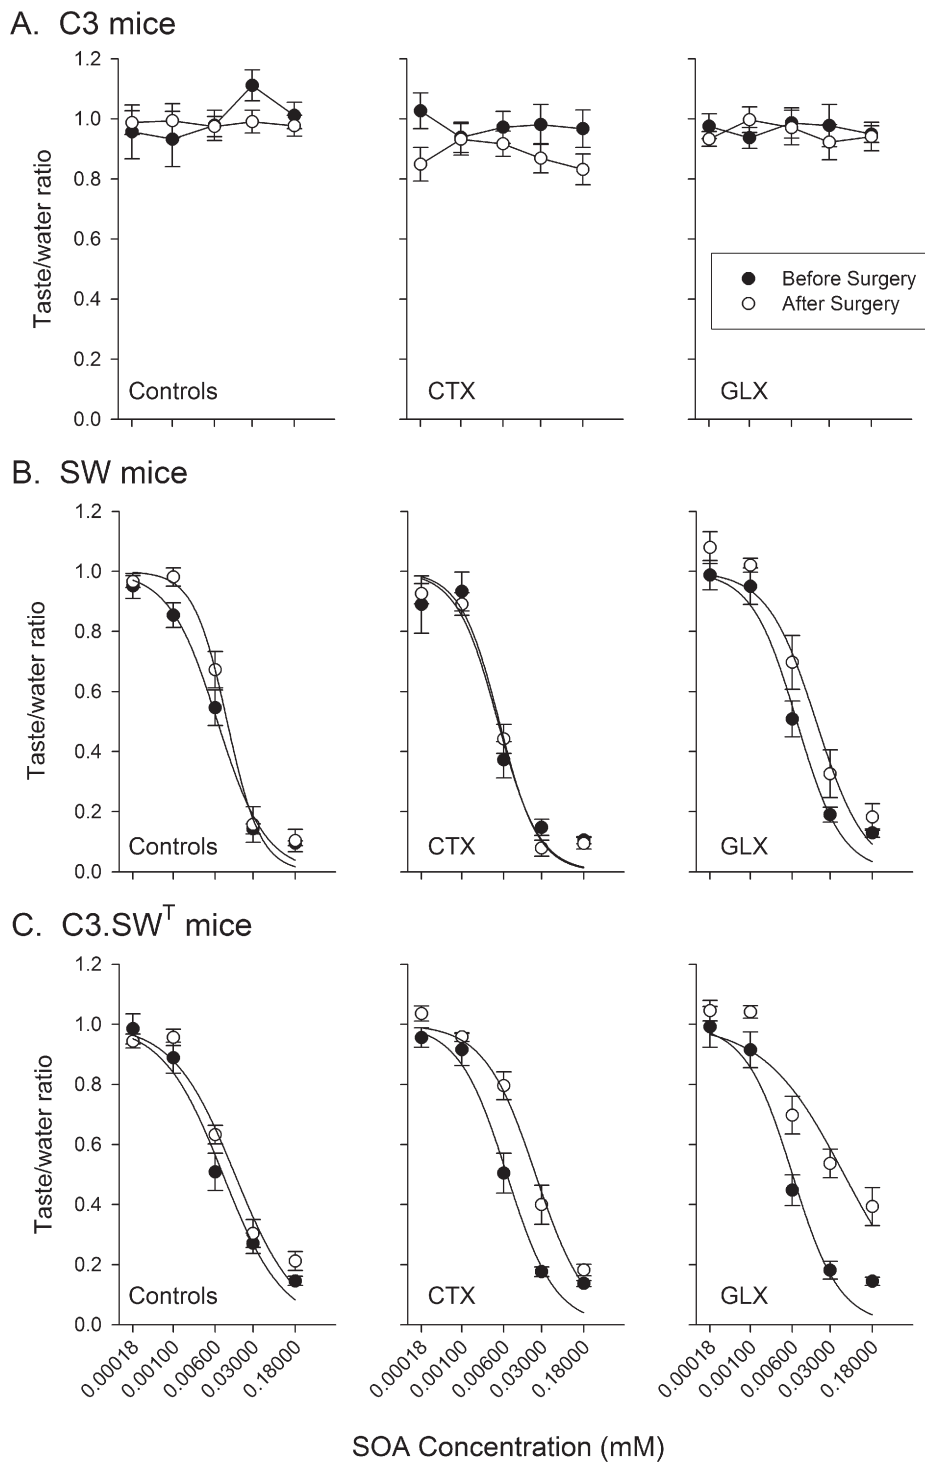 A. C3 mice
1.2
1.0
0.8
0.6
0.4
0.2
0.0
Taste/water ratio
Controls
CTX
GLX
Before Surgery
After Surgery
B. SW mice
1.2
1.0
0.8
0.6
0.4
0.2
0.0
Taste/water ratio
Controls
CTX
GLX
C. C3.SWᵀ mice
1.2
1.0
0.8
0.6
0.4
0.2
0.0
Taste/water ratio
Controls
CTX
GLX
0.00018
0.00100
0.00600
0.03000
0.18000
0.00018
0.00100
0.00600
0.03000
0.18000
0.00018
0.00100
0.00600
0.03000
0.18000
SOA Concentration (mM)